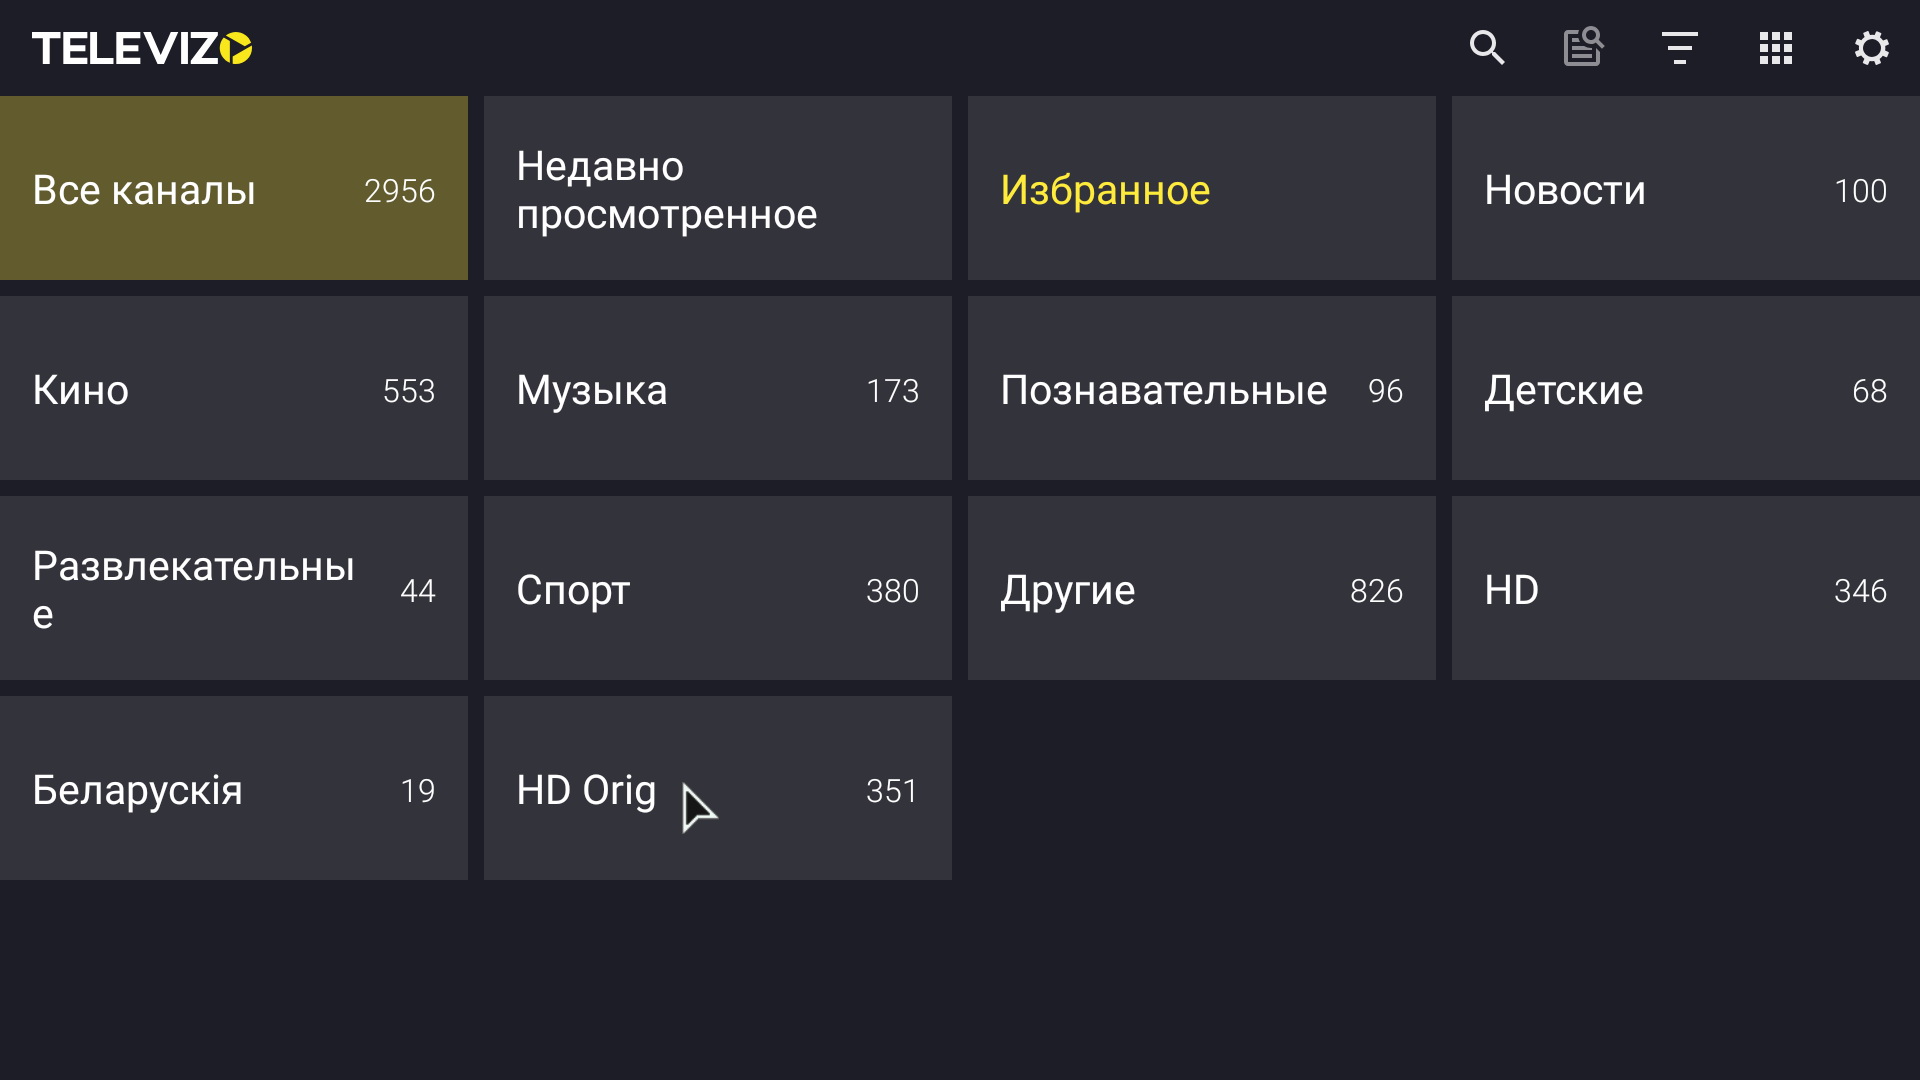 TELEVIZO
Все каналы 2956
Недавно
просмотренное
Избранное
Новости 100
Кино 553
Музыка 173
Познавательные 96
Детские 68
Развлекательны
е 44
Спорт 380
Другие 826
HD 346
Беларускія 19
HD Orig 351